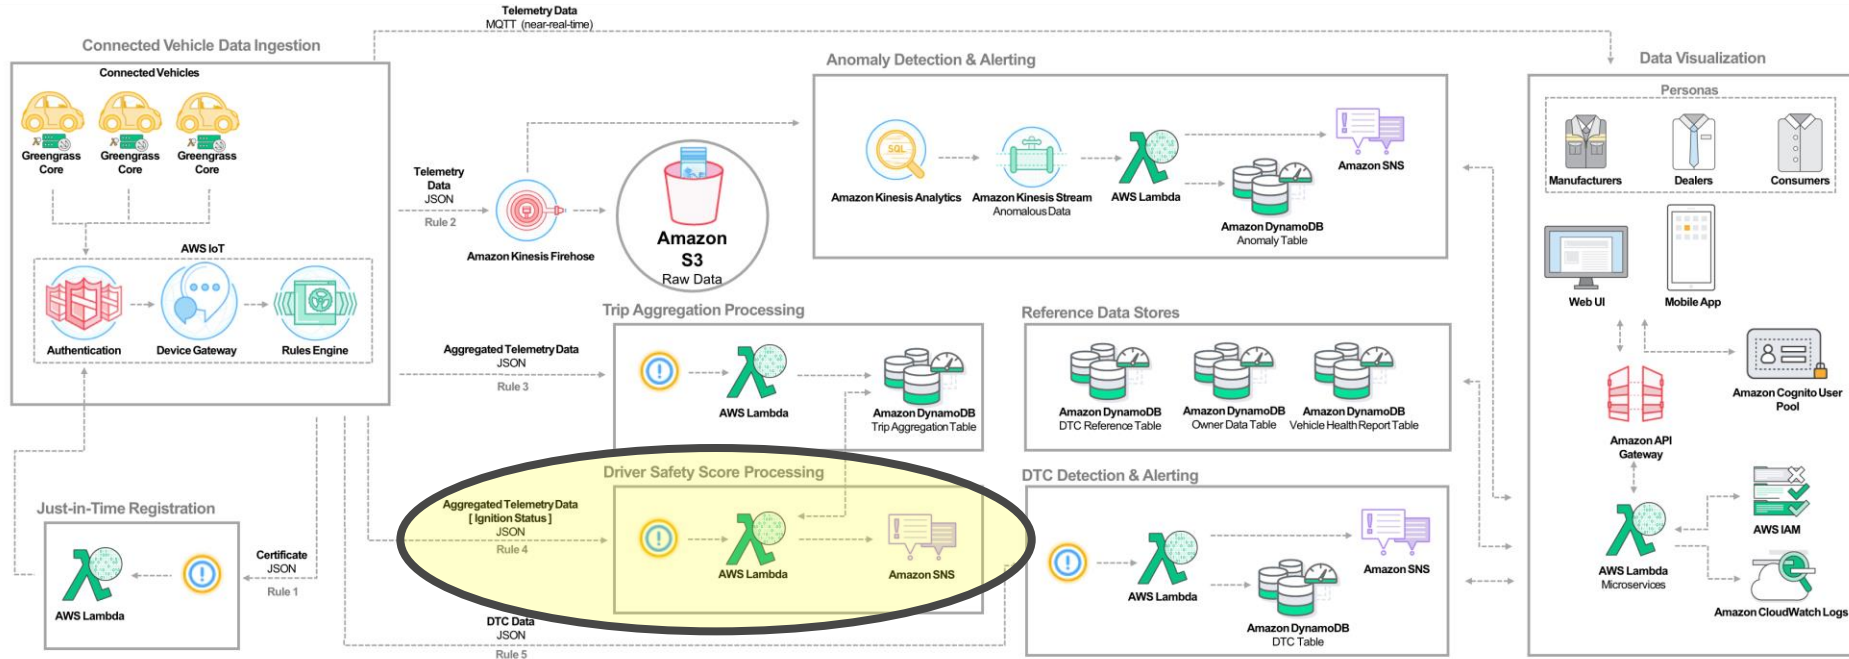 Telemetry Data
MQTT (near-real-time)
Connected Vehicle Data Ingestion
Connected Vehicles
Greengrass
Core
Greengrass
Core
Greengrass
Core
AWS IoT
Authentication
Device Gateway
Rules Engine
Telemetry
Data
JSON
Rule 2
Amazon Kinesis Firehose
Amazon
S3
Raw Data
Anomaly Detection & Alerting
SQL
Amazon Kinesis Analytics
Amazon Kinesis Stream
Anomalous Data
AWS Lambda
Amazon SNS
Amazon DynamoDB
Anomaly Table
Data Visualization
Personas
Manufacturers
Dealers
Consumers
Web UI
Mobile App
Amazon Cognito User
Pool
Amazon API
Gateway
AWS Lambda
Microservices
AWS IAM
Amazon CloudWatch Logs
Trip Aggregation Processing
Aggregated Telemetry Data
JSON
Rule 3
AWS Lambda
Amazon DynamoDB
Trip Aggregation Table
Reference Data Stores
Amazon DynamoDB
DTC Reference Table
Amazon DynamoDB
Owner Data Table
Amazon DynamoDB
Vehicle Health Report Table
Driver Safety Score Processing
Aggregated Telemetry Data
[ Ignition Status ]
JSON
Rule 4
AWS Lambda
Amazon SNS
DTC Detection & Alerting
AWS Lambda
Amazon SNS
Amazon DynamoDB
DTC Table
Just-in-Time Registration
AWS Lambda
Certificate
JSON
Rule 1
DTC Data
JSON
Rule 5